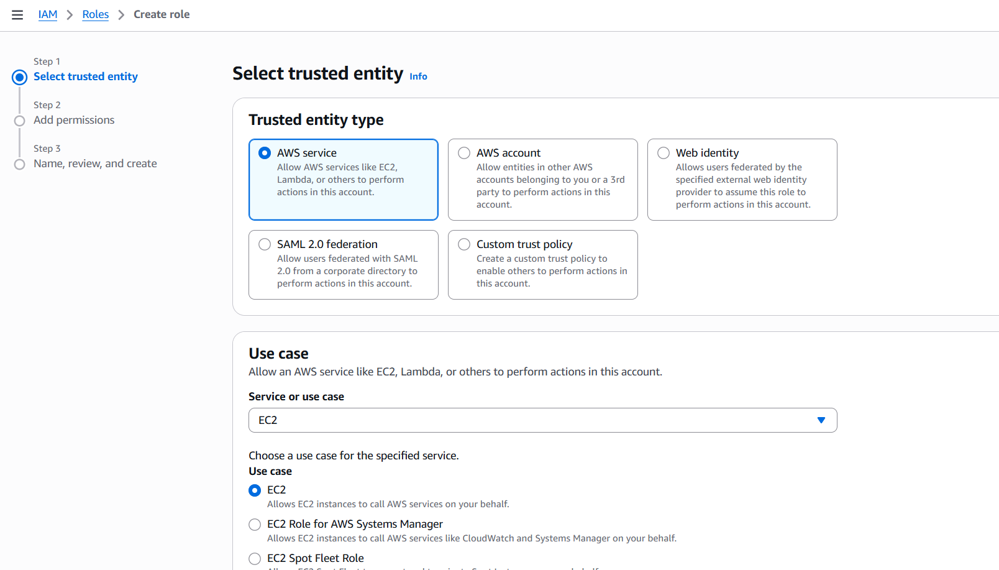 IAM > Roles > Create role
Step 1
Select trusted entity
Step 2
Add permissions
Step 3
Name, review, and create
Select trusted entity Info
Trusted entity type
AWS service
Allow AWS services like EC2,
Lambda, or others to perform
actions in this account.
AWS account
Allow entities in other AWS
accounts belonging to you or a 3rd
party to perform actions in this
account.
Web identity
Allows users federated by the
specified external web identity
provider to assume this role to
perform actions in this account.
SAML 2.0 federation
Allow users federated with SAML
2.0 from a corporate directory to
perform actions in this account.
Custom trust policy
Create a custom trust policy to
enable others to perform actions in
this account.
Use case
Allow an AWS service like EC2, Lambda, or others to perform actions in this account.
Service or use case
EC2
Choose a use case for the specified service.
Use case
EC2
Allows EC2 instances to call AWS services on your behalf.
EC2 Role for AWS Systems Manager
Allows EC2 instances to call AWS services like CloudWatch and Systems Manager on your behalf.
EC2 Spot Fleet Role